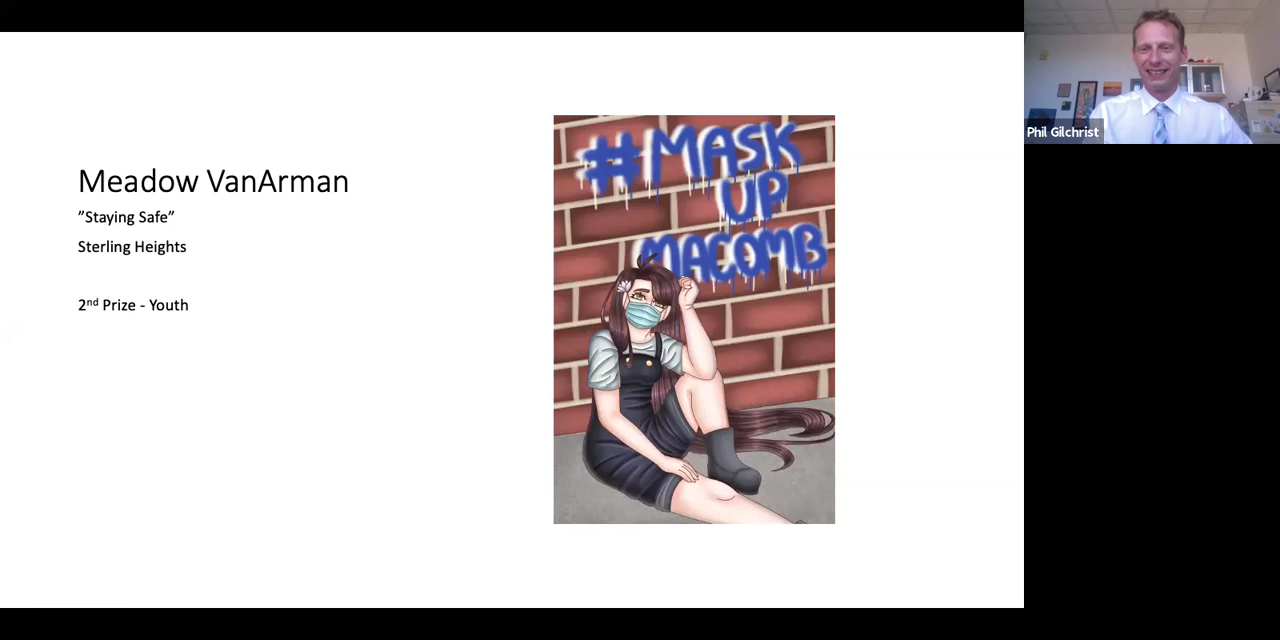 Meadow VanArman
”Staying Safe”
Sterling Heights
2nd Prize - Youth
#MASK
UP
MACOMB
Phil Gilchrist